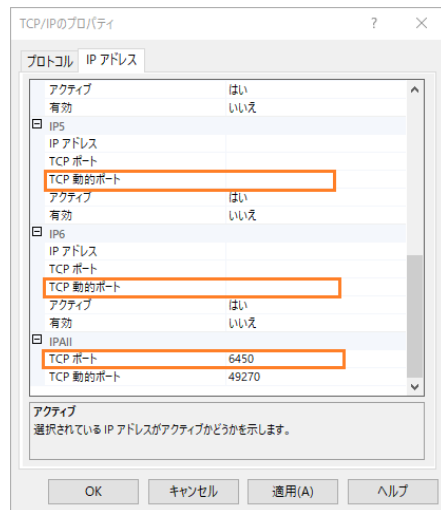 TCP/IPのプロパティ ? ×
プロトコル IP アドレス
アクティブ はい
有効 いいえ
IP5
IP アドレス
TCP ポート
TCP 動的ポート
アクティブ はい
有効 いいえ
IP6
IP アドレス
TCP ポート
TCP 動的ポート
アクティブ はい
有効 いいえ
IPAll
TCP ポート 6450
TCP 動的ポート 49270
アクティブ
選択されている IP アドレスがアクティブかどうかを示します。
OK キャンセル 適用(A) ヘルプ